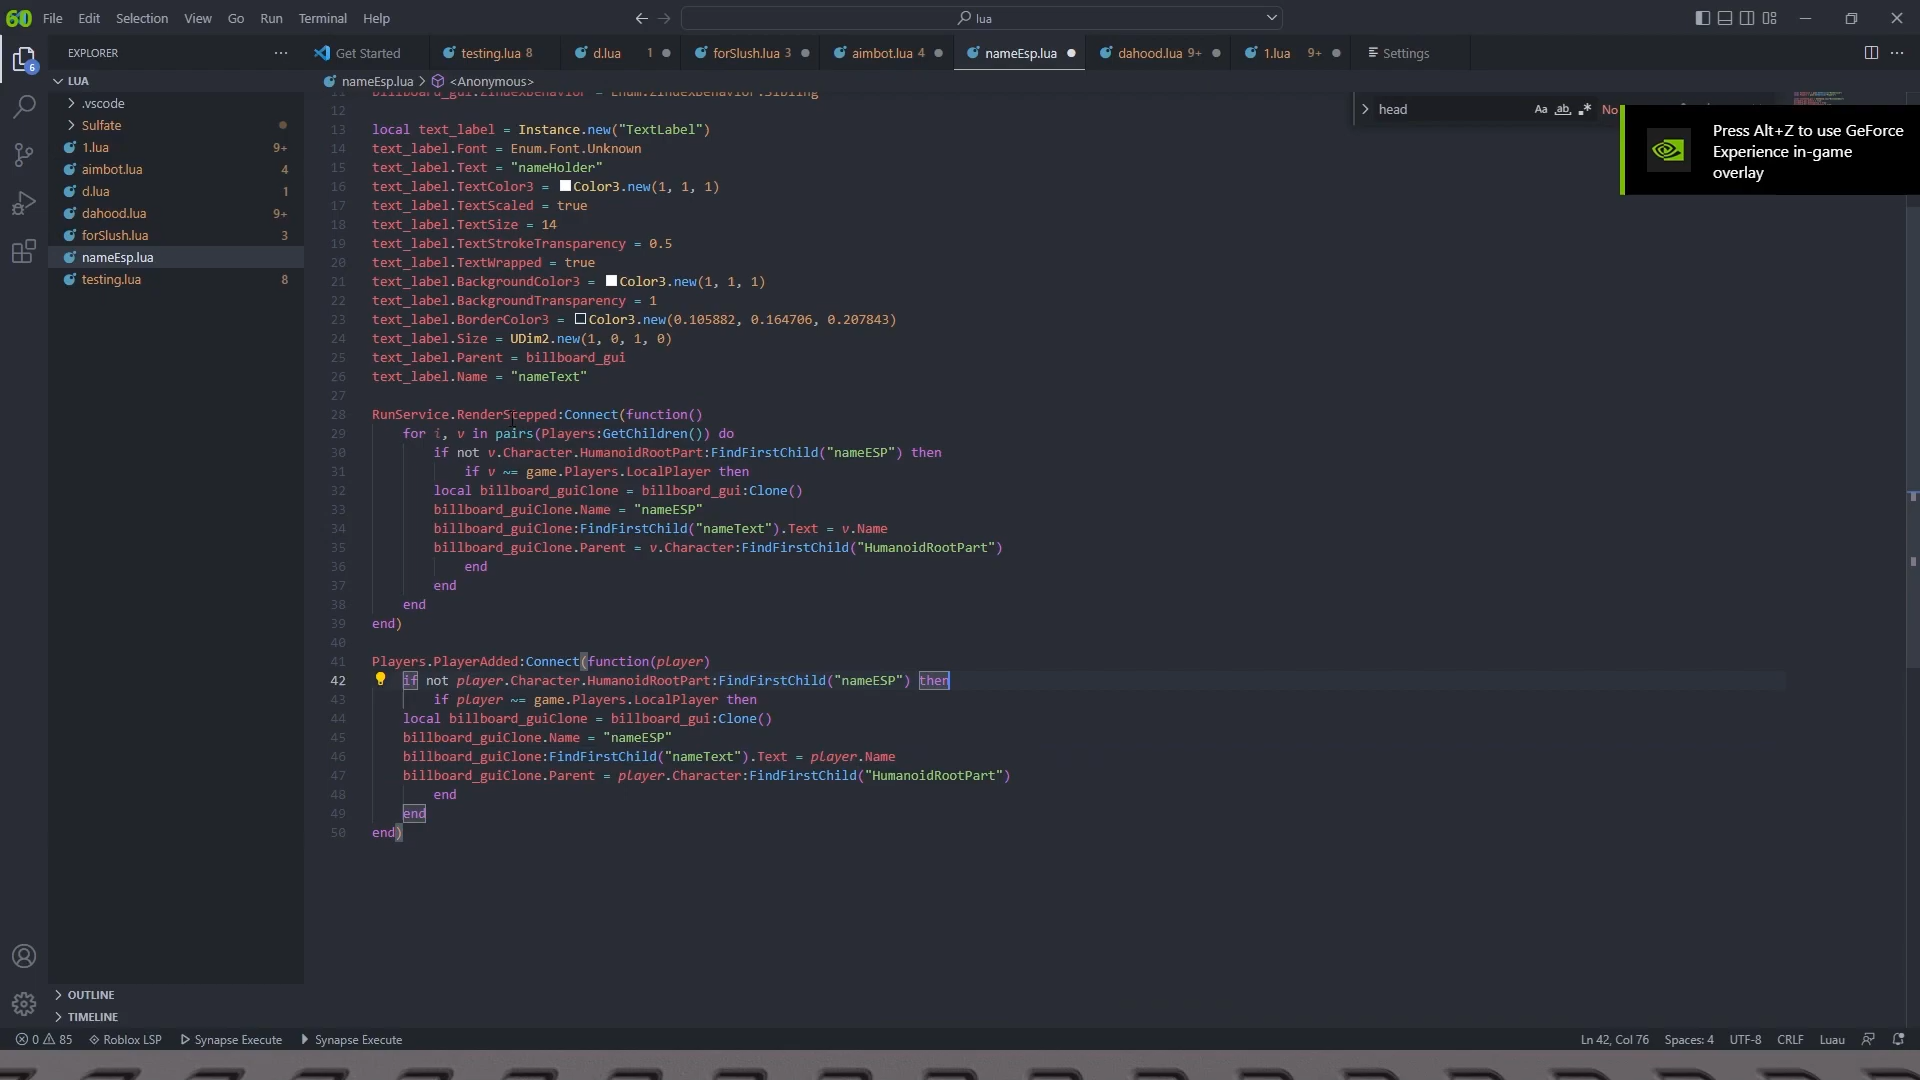 60 File Edit Selection View Go Run Terminal Help
lua
EXPLORER
Get Started
testing.lua 8
d.lua 1
forSlush.lua 3
aimbot.lua 4
nameEsp.lua
dahood.lua 9+
1.lua 9+
Settings
LUA
nameEsp.lua > <Anonymous>
.vscode
Sulfate
1.lua 9+
aimbot.lua 4
d.lua 1
dahood.lua 9+
forSlush.lua 3
nameEsp.lua
testing.lua 8
6
head
Aa ab No
Press Alt+Z to use GeForce
Experience in-game
overlay
11 billboard_gui.ZIndexBehavior = Enum.ZIndexBehavior.Sibling
12
13 local text_label = Instance.new("TextLabel")
14 text_label.Font = Enum.Font.Unknown
15 text_label.Text = "nameHolder"
16 text_label.TextColor3 = Color3.new(1, 1, 1)
17 text_label.TextScaled = true
18 text_label.TextSize = 14
19 text_label.TextStrokeTransparency = 0.5
20 text_label.TextWrapped = true
21 text_label.BackgroundColor3 = Color3.new(1, 1, 1)
22 text_label.BackgroundTransparency = 1
23 text_label.BorderColor3 = Color3.new(0.105882, 0.164706, 0.207843)
24 text_label.Size = UDim2.new(1, 0, 1, 0)
25 text_label.Parent = billboard_gui
26 text_label.Name = "nameText"
27
28 RunService.RenderStepped:Connect(function()
29 for i, v in pairs(Players:GetChildren()) do
30 if not v.Character.HumanoidRootPart:FindFirstChild("nameESP") then
31 if v ~= game.Players.LocalPlayer then
32 local billboard_guiClone = billboard_gui:Clone()
33 billboard_guiClone.Name = "nameESP"
34 billboard_guiClone:FindFirstChild("nameText").Text = v.Name
35 billboard_guiClone.Parent = v.Character:FindFirstChild("HumanoidRootPart")
36 end
37 end
38 end
39 end)
40
41 Players.PlayerAdded:Connect(function(player)
42 if not player.Character.HumanoidRootPart:FindFirstChild("nameESP") then
43 if player ~= game.Players.LocalPlayer then
44 local billboard_guiClone = billboard_gui:Clone()
45 billboard_guiClone.Name = "nameESP"
46 billboard_guiClone:FindFirstChild("nameText").Text = player.Name
47 billboard_guiClone.Parent = player.Character:FindFirstChild("HumanoidRootPart")
48 end
49 end
50 end)
OUTLINE
TIMELINE
0 85 Roblox LSP Synapse Execute Synapse Execute
Ln 42, Col 76 Spaces: 4 UTF-8 CRLF Luau